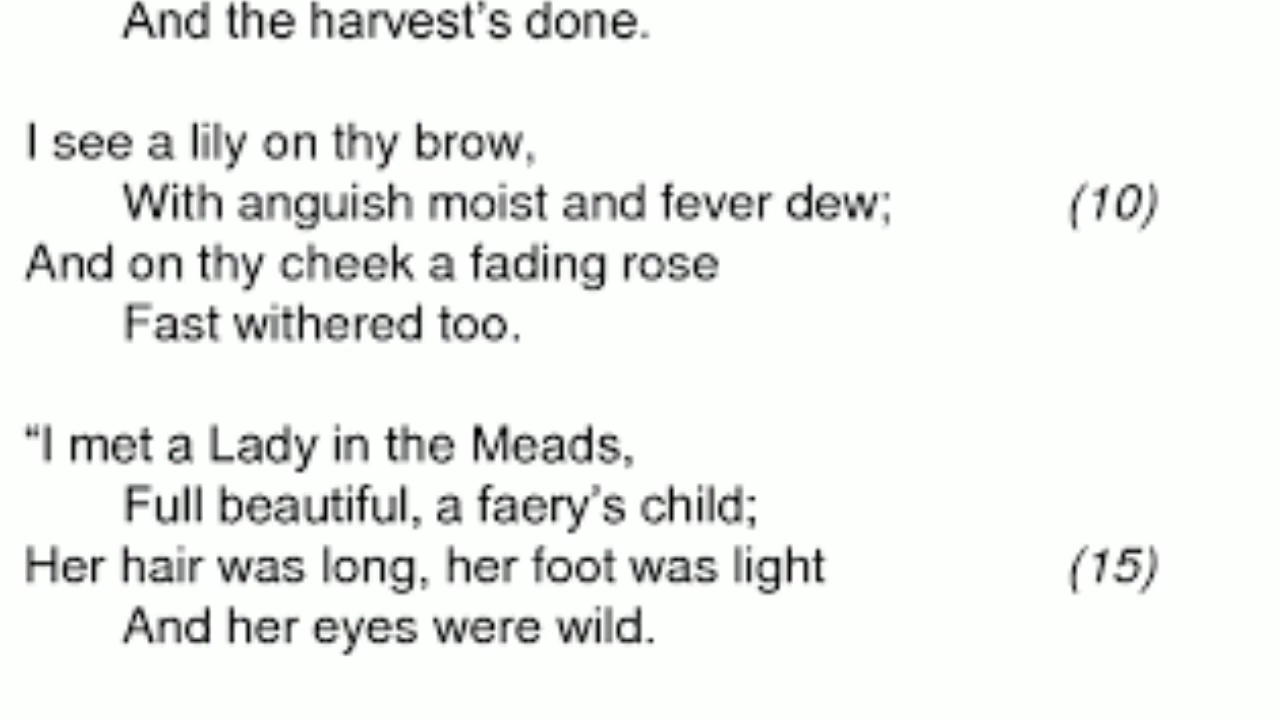 And the harvest’s done.
I see a lily on thy brow,
With anguish moist and fever dew; (10)
And on thy cheek a fading rose
Fast withered too.
“I met a Lady in the Meads,
Full beautiful, a faery’s child;
Her hair was long, her foot was light (15)
And her eyes were wild.